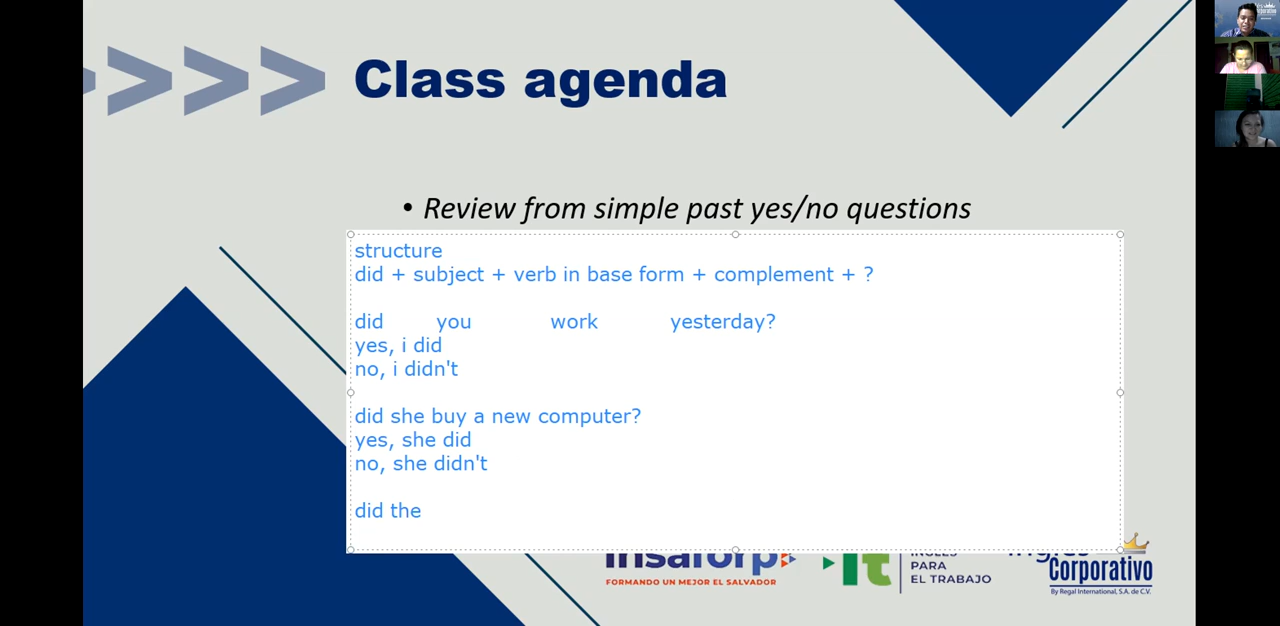 Class agenda
• Review from simple past yes/no questions
structure
did + subject + verb in base form + complement + ?
did you work yesterday?
yes, i did
no, i didn't
did she buy a new computer?
yes, she did
no, she didn't
did the
insaforp
FORMANDO UN MEJOR EL SALVADOR
it
INGLÉS
PARA
EL TRABAJO
Inglés
Corporativo
By Regal International, S.A. de C.V.